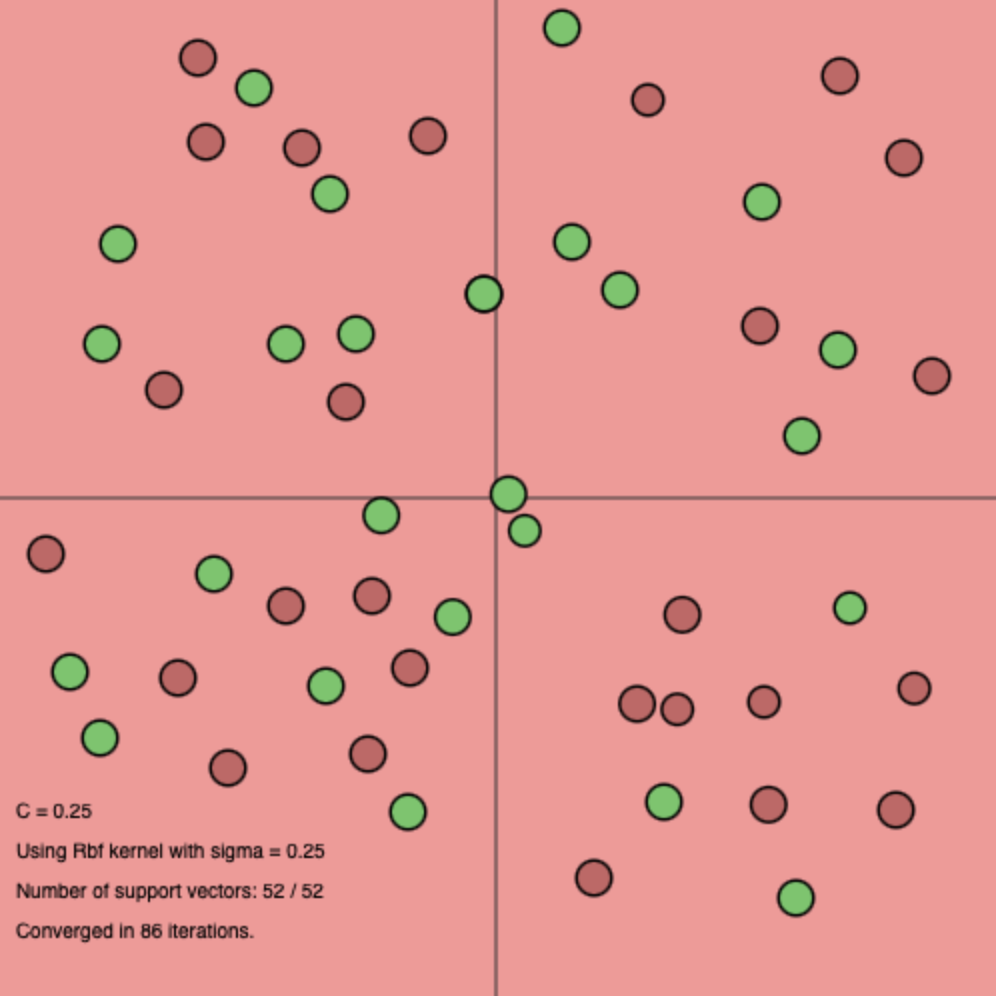 C = 0.25
Using Rbf kernel with sigma = 0.25
Number of support vectors: 52 / 52
Converged in 86 iterations.